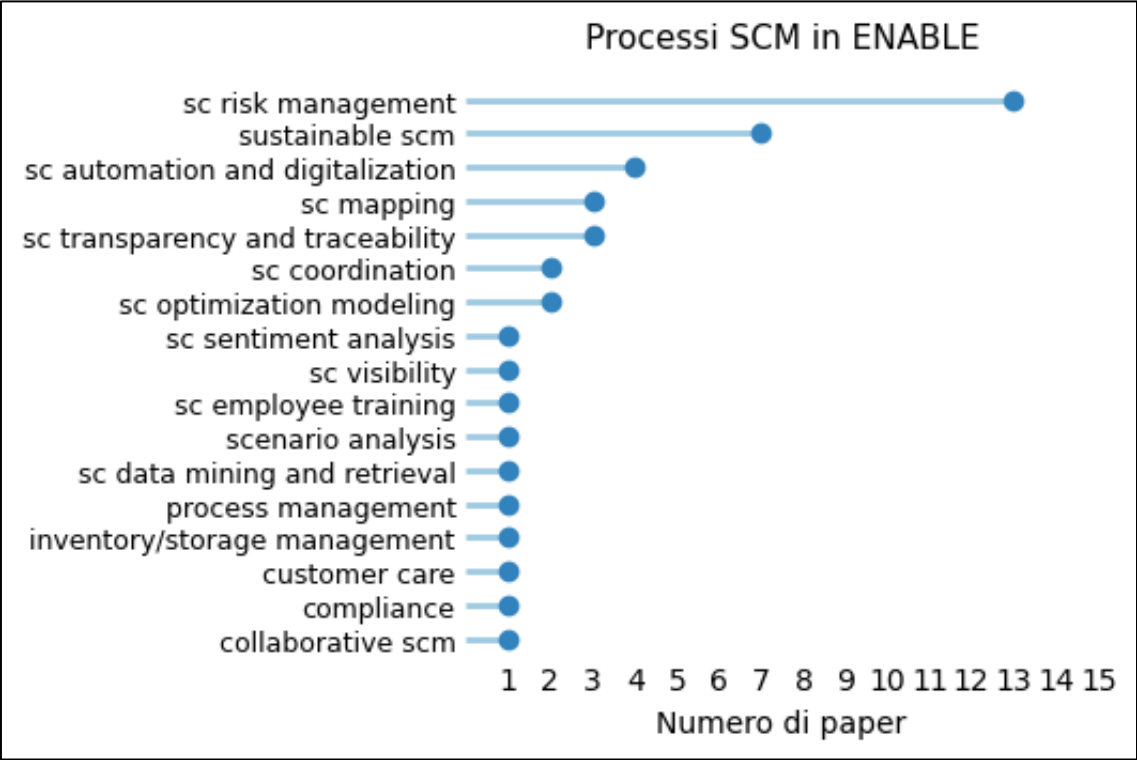 Processi SCM in ENABLE
sc risk management
sustainable scm
sc automation and digitalization
sc mapping
sc transparency and traceability
sc coordination
sc optimization modeling
sc sentiment analysis
sc visibility
sc employee training
scenario analysis
sc data mining and retrieval
process management
inventory/storage management
customer care
compliance
collaborative scm
1 2 3 4 5 6 7 8 9 10 11 12 13 14 15
Numero di paper